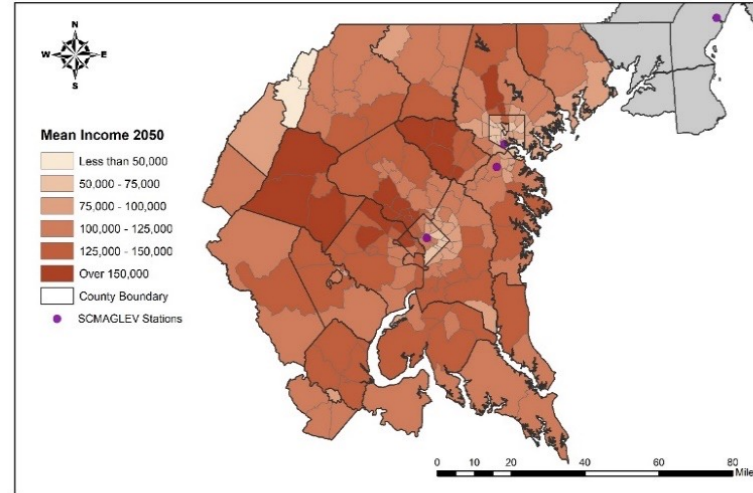 N
W E
S
Mean Income 2050
Less than 50,000
50,000 - 75,000
75,000 - 100,000
100,000 - 125,000
125,000 - 150,000
Over 150,000
County Boundary
SCMAGLEV Stations
0 10 20 40 60 80
Mile